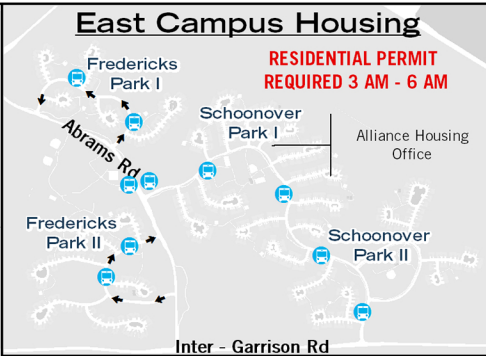 East Campus Housing
RESIDENTIAL PERMIT
REQUIRED 3 AM - 6 AM
Fredericks
Park I
Schoonover
Park I
Abrams Rd
Alliance Housing
Office
Fredericks
Park II
Schoonover
Park II
Inter - Garrison Rd